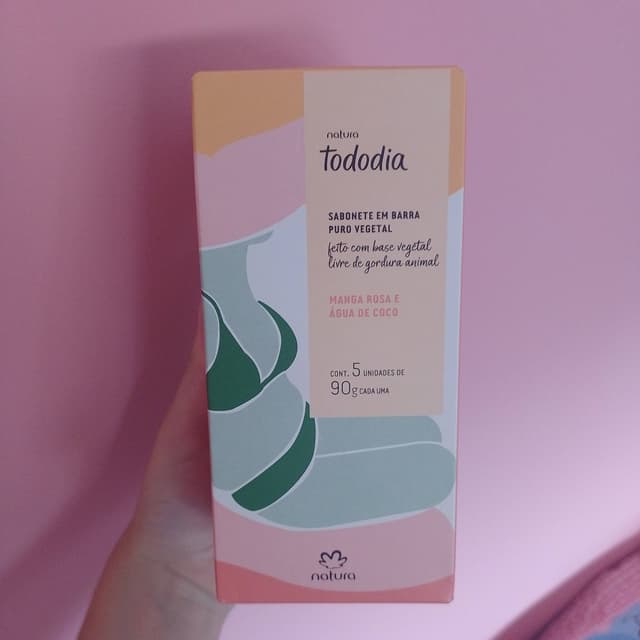 natura
Tododia
SABONETE EM BARRA
PURO VEGETAL
feito com base vegetal
livre de gordura animal
MANGA ROSA E
ÁGUA DE COCO
CONT. 5 UNIDADES DE
90g CADA UMA
natura